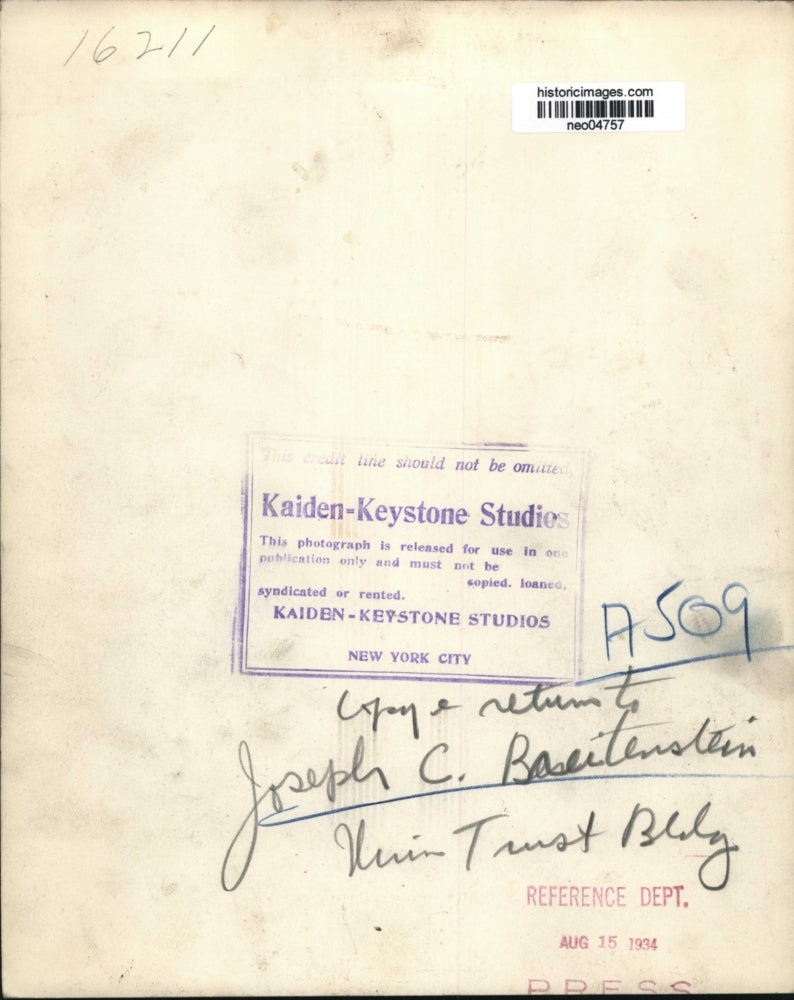 16211
historicimages.com
neo04757
This credit line should not be omitted,
Kaiden-Keystone Studios
This photograph is released for use in one
publication only and must not be
copied. loaned,
syndicated or rented.
KAIDEN-KEYSTONE STUDIOS
NEW YORK CITY
A509
copy & return to
Joseph C. Breitenstein
Union Trust Bldg
REFERENCE DEPT.
AUG 15 1934
PRESS